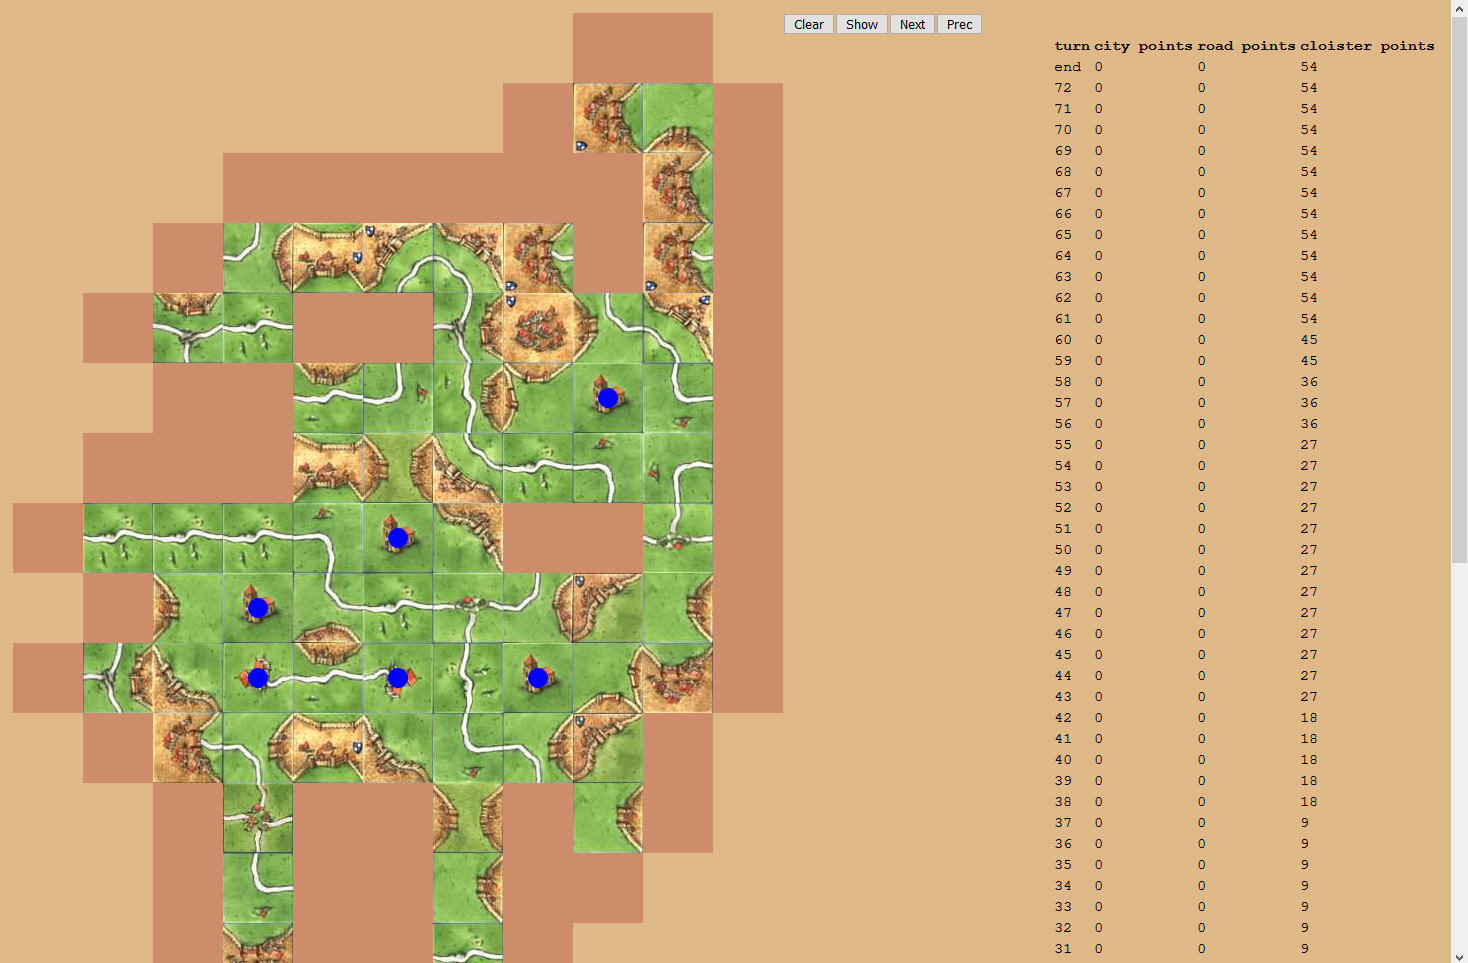 Clear Show Next Prec
turn city points road points cloister points
end 0 0 54
72 0 0 54
71 0 0 54
70 0 0 54
69 0 0 54
68 0 0 54
67 0 0 54
66 0 0 54
65 0 0 54
64 0 0 54
63 0 0 54
62 0 0 54
61 0 0 54
60 0 0 45
59 0 0 45
58 0 0 36
57 0 0 36
56 0 0 36
55 0 0 27
54 0 0 27
53 0 0 27
52 0 0 27
51 0 0 27
50 0 0 27
49 0 0 27
48 0 0 27
47 0 0 27
46 0 0 27
45 0 0 27
44 0 0 27
43 0 0 27
42 0 0 18
41 0 0 18
40 0 0 18
39 0 0 18
38 0 0 18
37 0 0 9
36 0 0 9
35 0 0 9
34 0 0 9
33 0 0 9
32 0 0 9
31 0 0 9